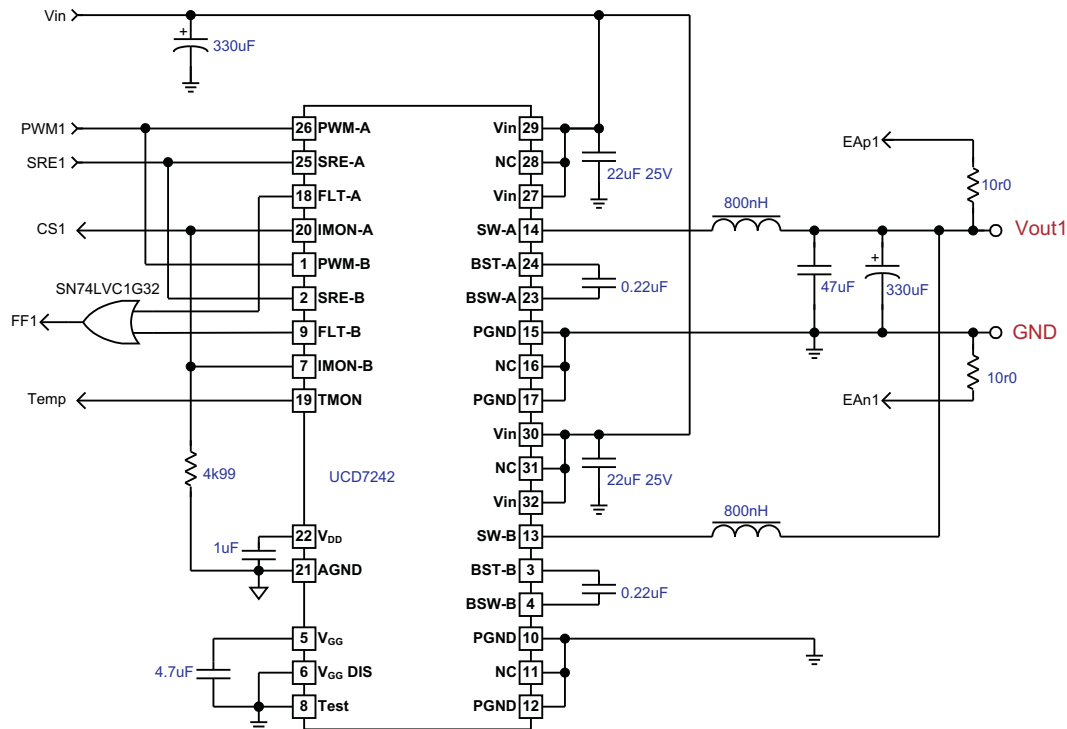 Vin
+
330uF
PWM1
26 PWM-A
Vin 29
SRE1
25 SRE-A
NC 28
22uF 25V
EAp1
10r0
18 FLT-A
Vin 27
800nH
CS1
20 IMON-A
SW-A 14
Vout1
1 PWM-B
BST-A 24
+
47uF
330uF
0.22uF
SN74LVC1G32
2 SRE-B
BSW-A 23
FF1
9 FLT-B
PGND 15
GND
7 IMON-B
NC 16
10r0
Temp
19 TMON
PGND 17
EAn1
Vin 30
4k99
UCD7242
NC 31
22uF 25V
Vin 32
800nH
1uF
22 VDD
SW-B 13
21 AGND
BST-B 3
0.22uF
BSW-B 4
5 VGG
PGND 10
4.7uF
6 VGG DIS
NC 11
8 Test
PGND 12